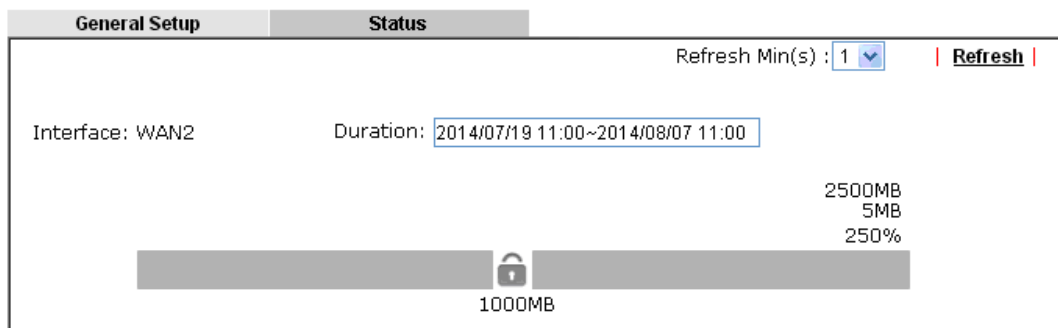 General Setup Status
Refresh Min(s) : 1 | Refresh |
Interface: WAN2 Duration: 2014/07/19 11:00~2014/08/07 11:00
2500MB
5MB
250%
1000MB